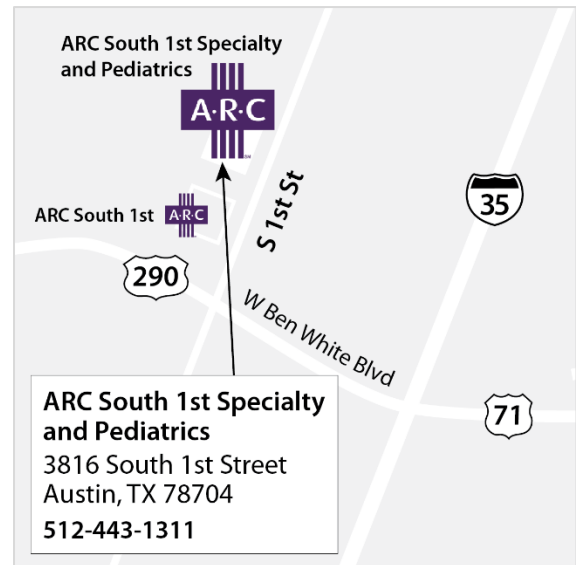 ARC South 1st Specialty
and Pediatrics
A·R·C
ARC South 1st
A·R·C
S 1st St
35
290
W Ben White Blvd
71
ARC South 1st Specialty
and Pediatrics
3816 South 1st Street
Austin, TX 78704
512-443-1311